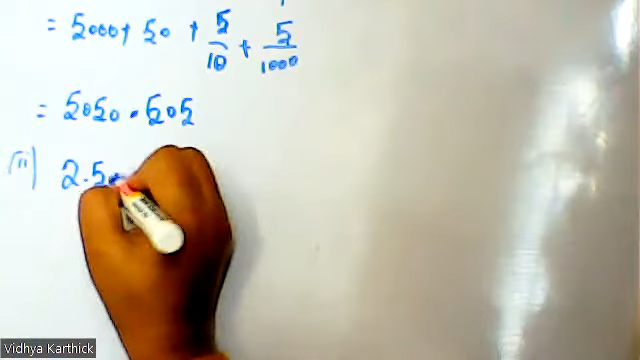 = 5000 + 50 + 5/10 + 5/1000
= 5050.505
(ii) 2.5
Vidhya Karthick